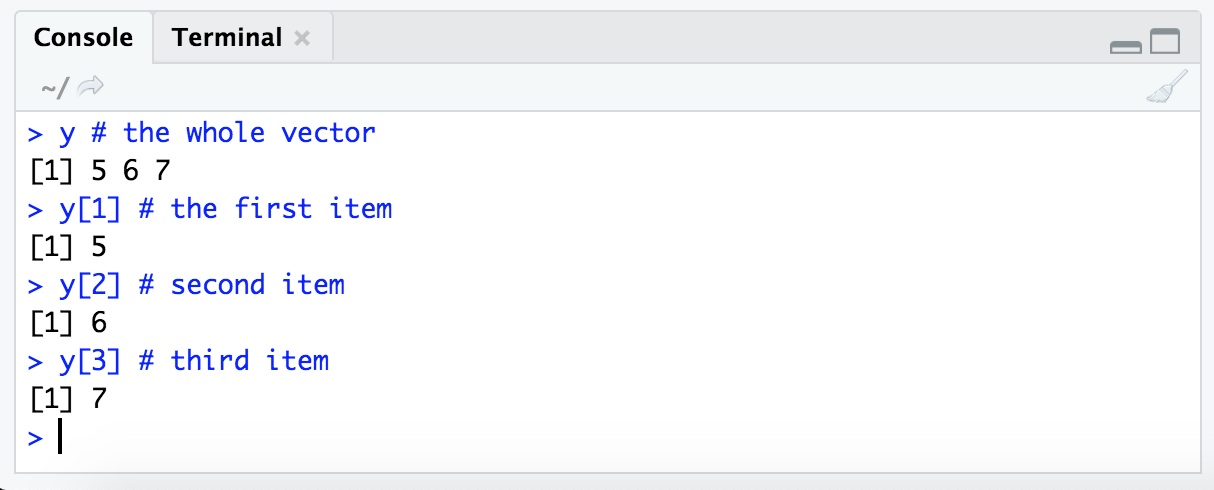 Console Terminal ×
~/
> y # the whole vector
[1] 5 6 7
> y[1] # the first item
[1] 5
> y[2] # second item
[1] 6
> y[3] # third item
[1] 7
>